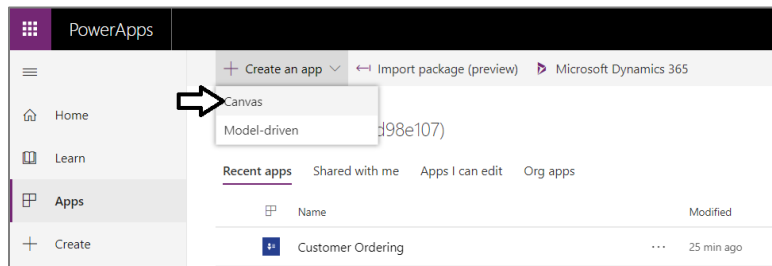 PowerApps
Create an app Import package (preview) Microsoft Dynamics 365
Canvas
Home
Model-driven
d98e107)
Learn
Recent apps Shared with me Apps I can edit Org apps
Apps
Name Modified
Create
Customer Ordering ... 25 min ago